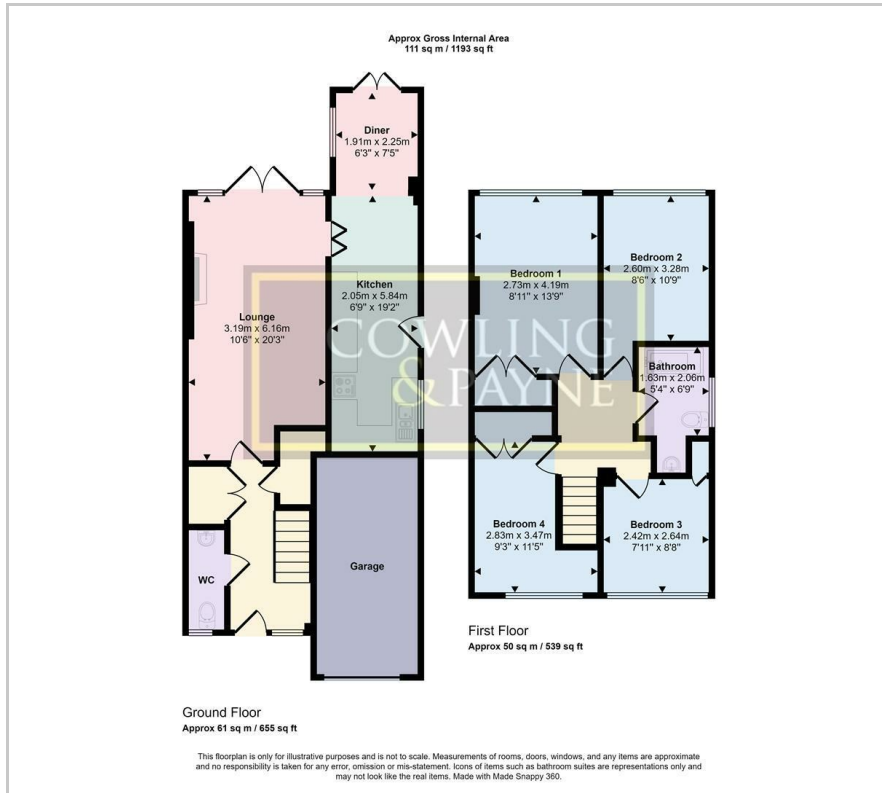 Approx Gross Internal Area
111 sq m / 1193 sq ft
Diner
1.91m x 2.25m
6'3" x 7'5"
Kitchen
2.05m x 5.84m
6'9" x 19'2"
Lounge
3.19m x 6.16m
10'6" x 20'3"
WC
Garage
Ground Floor
Approx 61 sq m / 655 sq ft
Bedroom 1
2.73m x 4.19m
8'11" x 13'9"
Bedroom 2
2.60m x 3.28m
8'6" x 10'9"
Bathroom
1.63m x 2.06m
5'4" x 6'9"
Bedroom 4
2.83m x 3.47m
9'3" x 11'5"
Bedroom 3
2.42m x 2.64m
7'11" x 8'8"
First Floor
Approx 50 sq m / 539 sq ft
COWLING
&PAYNE
This floorplan is only for illustrative purposes and is not to scale. Measurements of rooms, doors, windows, and any items are approximate
and no responsibility is taken for any error, omission or mis-statement. Icons of items such as bathroom suites are representations only and
may not look like the real items. Made with Made Snappy 360.